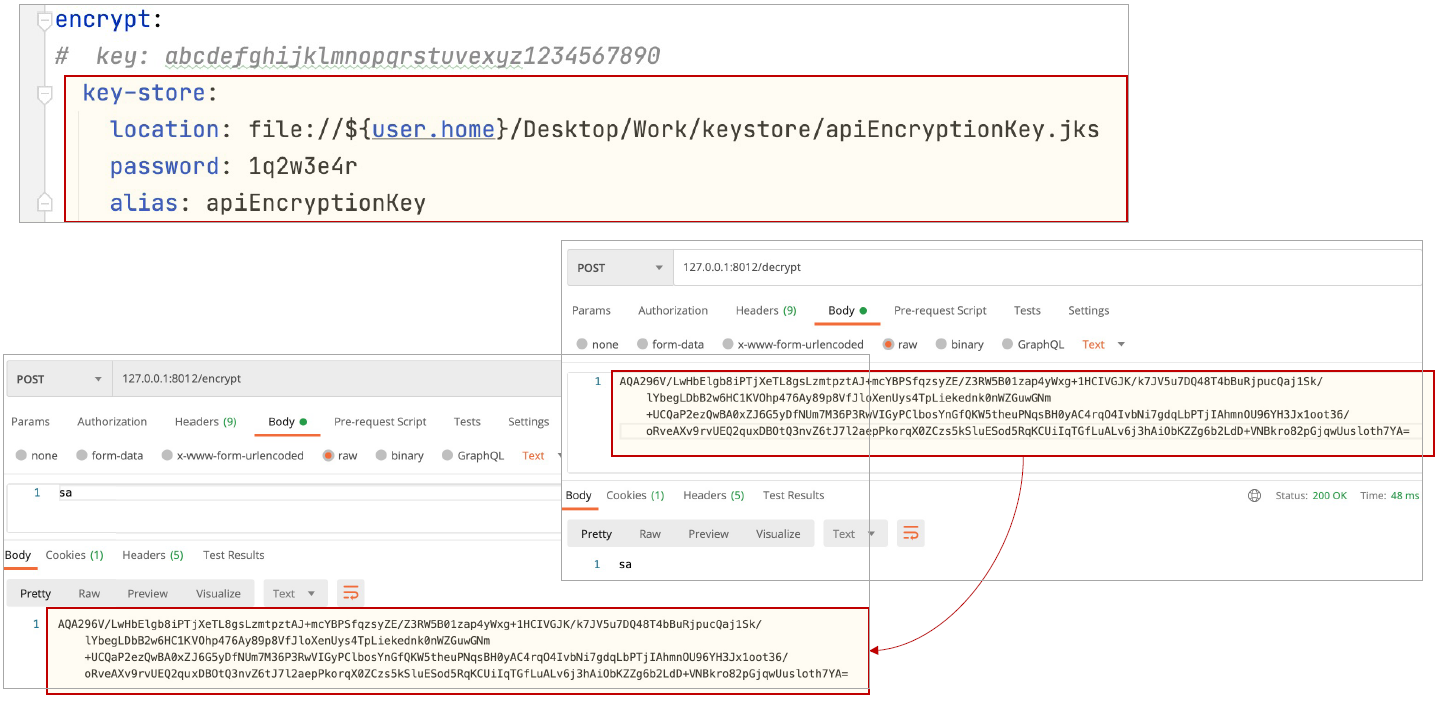 encrypt:
# key: abcdefghijklmnopqrstuvexyz1234567890
key-store:
location: file://${user.home}/Desktop/Work/keystore/apiEncryptionKey.jks
password: 1q2w3e4r
alias: apiEncryptionKey
POST 127.0.0.1:8012/decrypt
Params Authorization Headers (9) Body Pre-request Script Tests Settings
none form-data x-www-form-urlencoded raw binary GraphQL Text
1 AQA296V/LwHbElgb8iPTjXeTL8gsLzmtpztAJ+mcYBPSfqzsyZE/Z3RW5B01zap4yWxg+1HCIVGJK/k7JV5u7DQ48T4bBuRjpucQaj1Sk/
lYbegLDbB2w6HC1KVOhp476Ay89p8VfJloXenUys4TpLiekednk0nWZGuwGNm
+UCQaP2ezQwBA0xZJ6G5yDfNUm7M36P3RwVIGyPClbosYnGfQKW5theuPNqsBH0yAC4rqO4IvbNi7gdqLbPTjIAhmnOU96YH3Jx1oot36/
oRveAXv9rvUEQ2quxDBOtQ3nvZ6tJ7l2aepPkorqX0ZCzs5kSluESod5RqKCUiIqTGfLuALv6j3hAiObKZZg6b2LdD+VNBkro82pGjqwUusloth7YA=
Body Cookies (1) Headers (5) Test Results Status: 200 OK Time: 48 ms
Pretty Raw Preview Visualize Text
1 sa
POST 127.0.0.1:8012/encrypt
Params Authorization Headers (9) Body Pre-request Script Tests Settings
none form-data x-www-form-urlencoded raw binary GraphQL Text
1 sa
Body Cookies (1) Headers (5) Test Results
Pretty Raw Preview Visualize Text
1 AQA296V/LwHbElgb8iPTjXeTL8gsLzmtpztAJ+mcYBPSfqzsyZE/Z3RW5B01zap4yWxg+1HCIVGJK/k7JV5u7DQ48T4bBuRjpucQaj1Sk/
lYbegLDbB2w6HC1KVOhp476Ay89p8VfJloXenUys4TpLiekednk0nWZGuwGNm
+UCQaP2ezQwBA0xZJ6G5yDfNUm7M36P3RwVIGyPClbosYnGfQKW5theuPNqsBH0yAC4rqO4IvbNi7gdqLbPTjIAhmnOU96YH3Jx1oot36/
oRveAXv9rvUEQ2quxDBOtQ3nvZ6tJ7l2aepPkorqX0ZCzs5kSluESod5RqKCUiIqTGfLuALv6j3hAiObKZZg6b2LdD+VNBkro82pGjqwUusloth7YA=